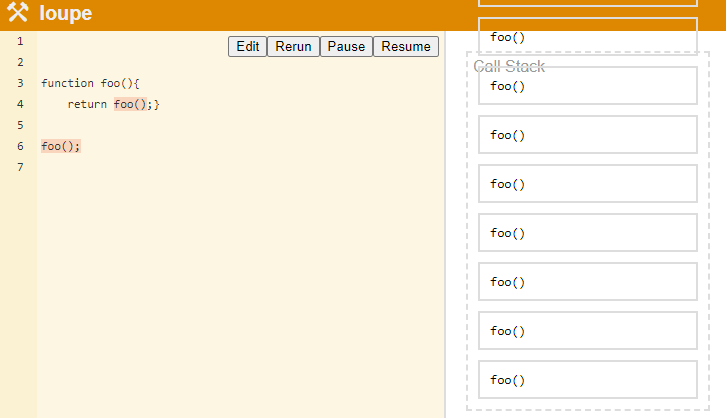 loupe
Edit Rerun Pause Resume
1
2
3 function foo(){
4 return foo();}
5
6 foo();
7
foo()
Call Stack
foo()
foo()
foo()
foo()
foo()
foo()
foo()